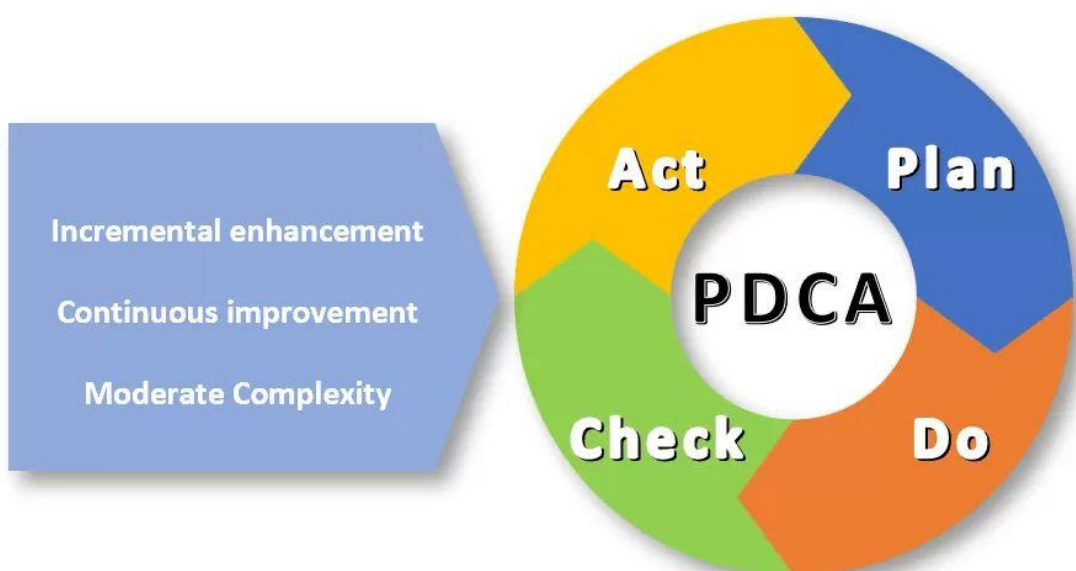 Incremental enhancement
Continuous improvement
Moderate Complexity
Act
Plan
PDCA
Check
Do